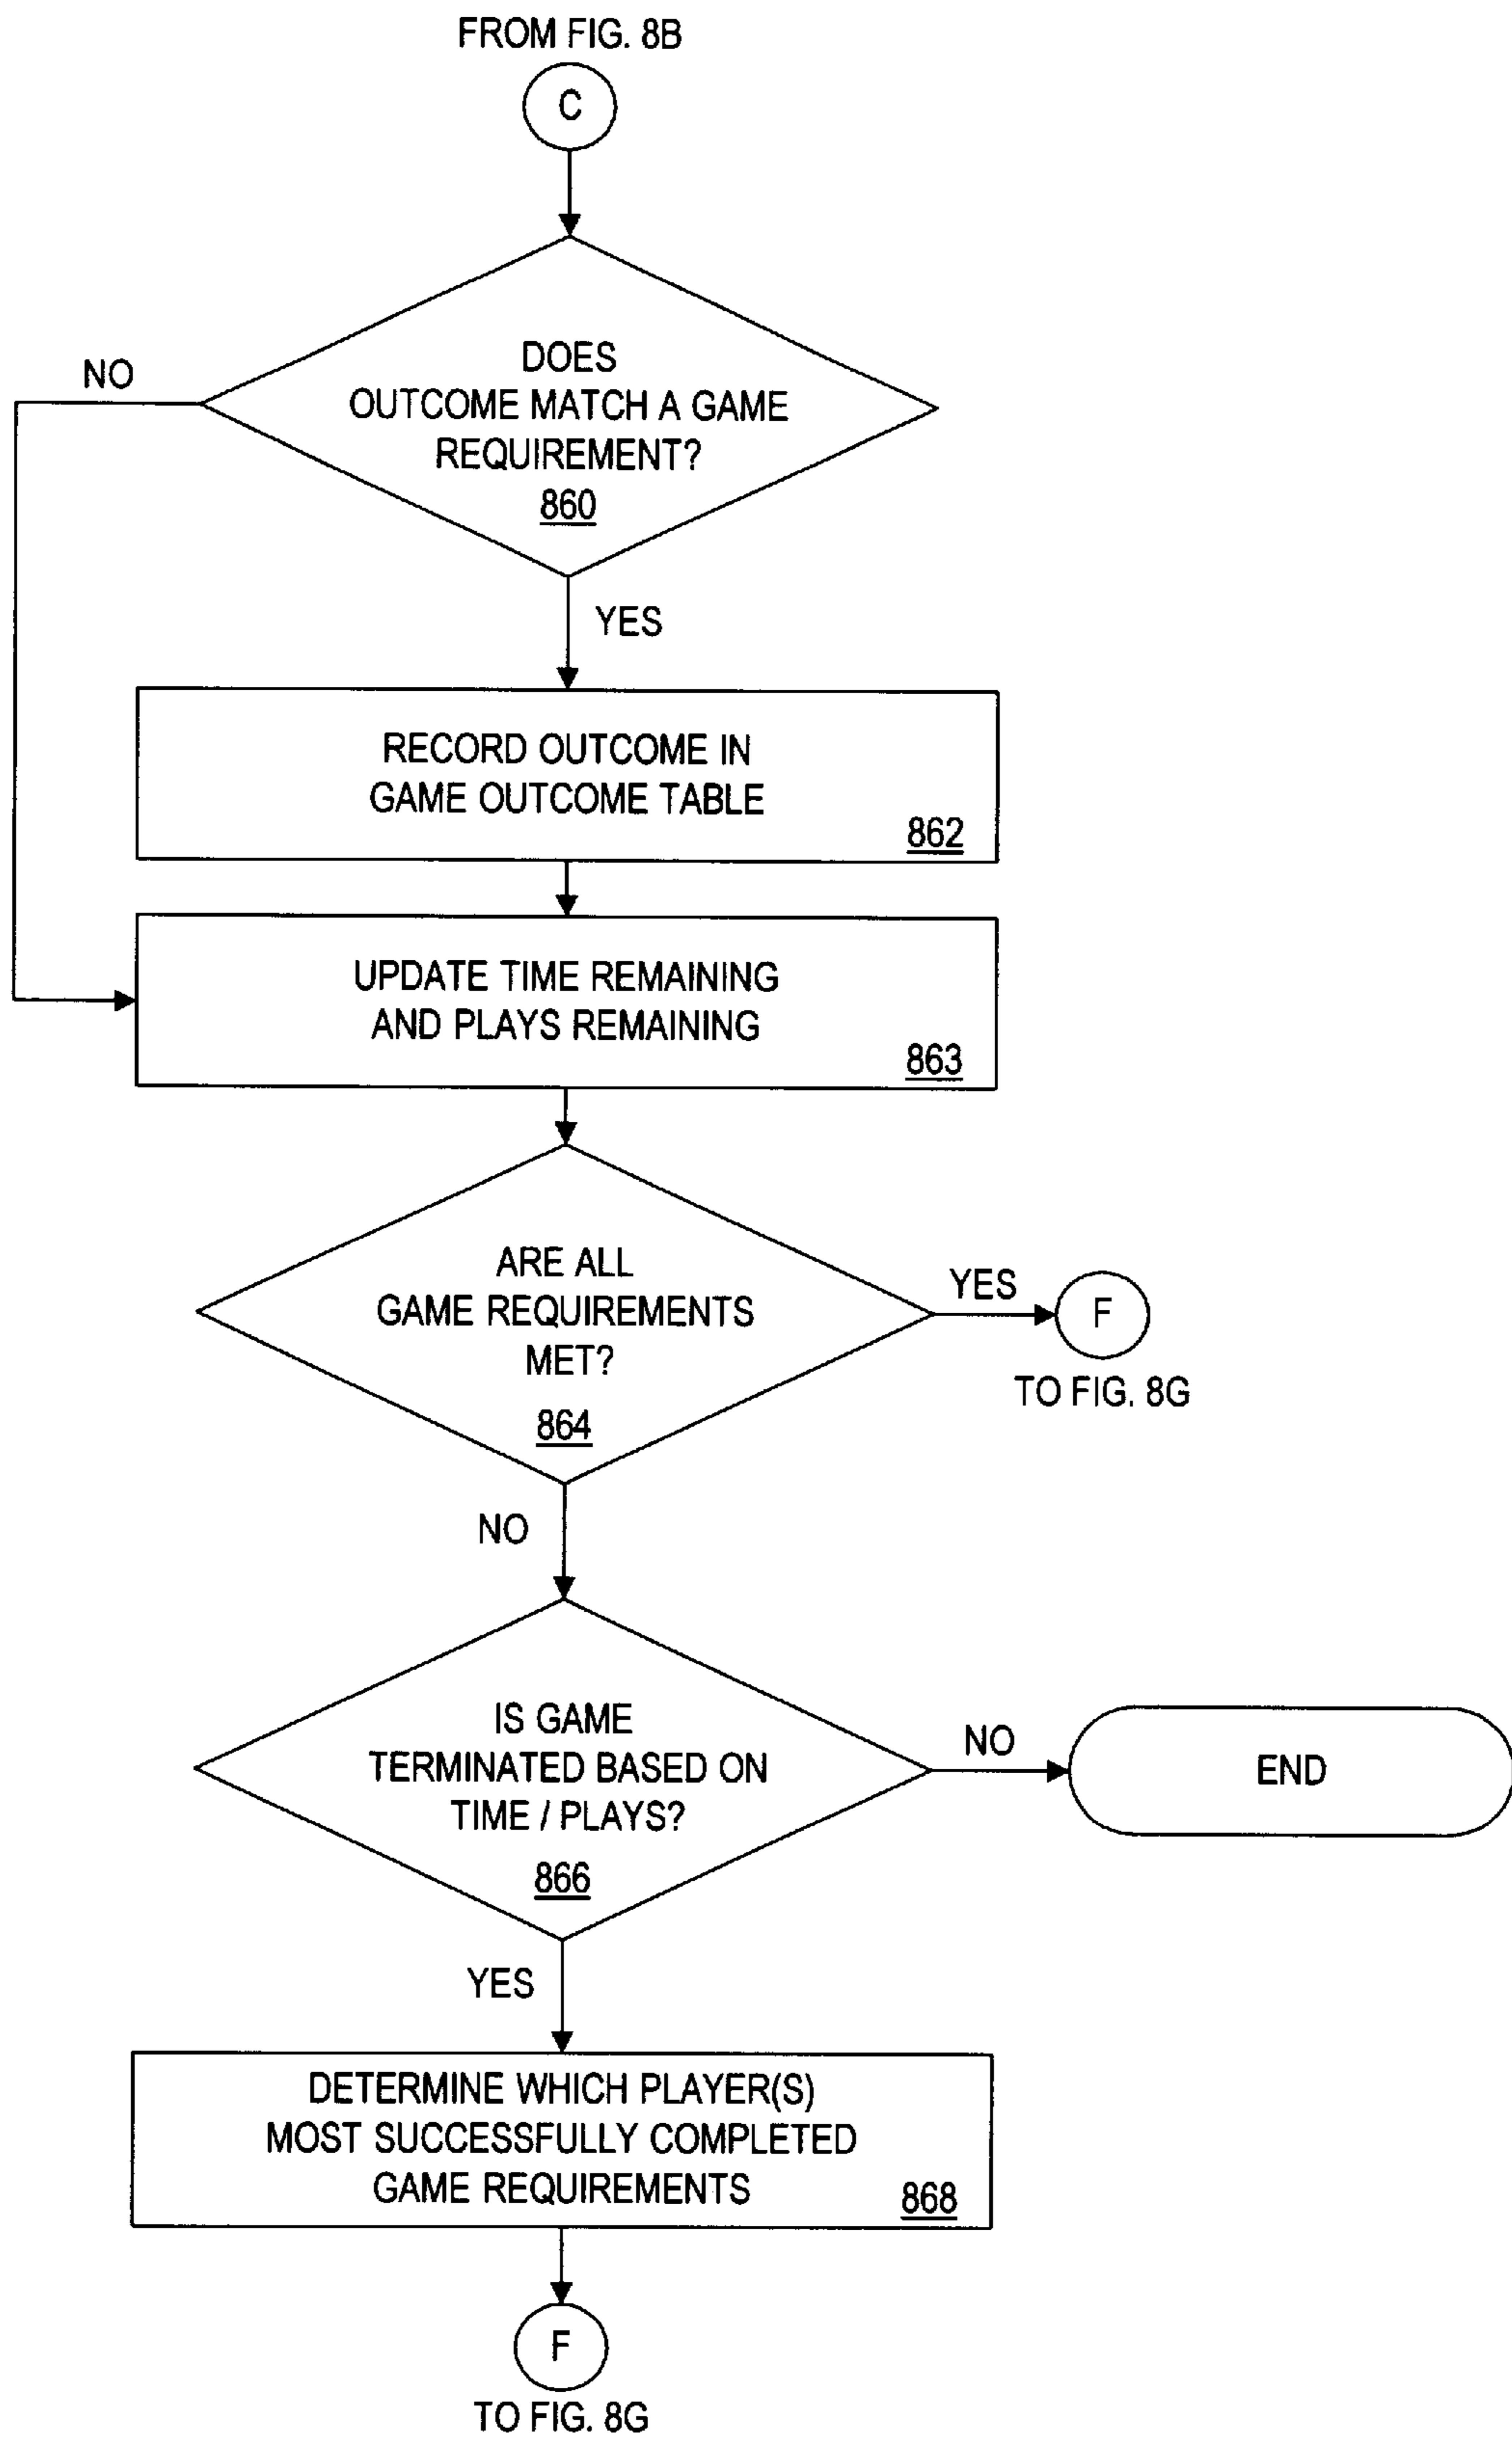 FROM FIG. 8B
C
DOES
OUTCOME MATCH A GAME
REQUIREMENT?
860
NO
YES
RECORD OUTCOME IN
GAME OUTCOME TABLE
862
UPDATE TIME REMAINING
AND PLAYS REMAINING
863
ARE ALL
GAME REQUIREMENTS
MET?
864
YES
F
TO FIG. 8G
NO
IS GAME
TERMINATED BASED ON
TIME / PLAYS?
866
NO
END
YES
DETERMINE WHICH PLAYER(S)
MOST SUCCESSFULLY COMPLETED
GAME REQUIREMENTS
868
F
TO FIG. 8G